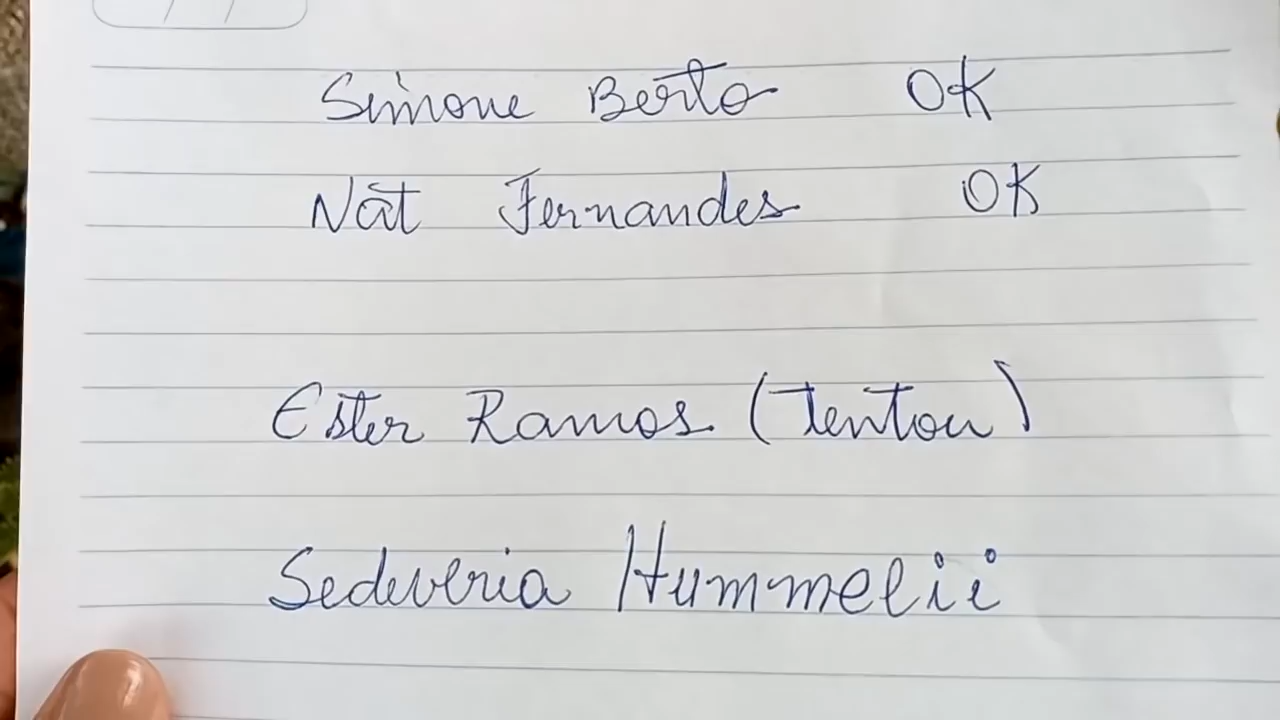 Simone Berto OK
Nat Fernandes OK
Ester Ramos (Tentou)
Sedeveria Hummelii